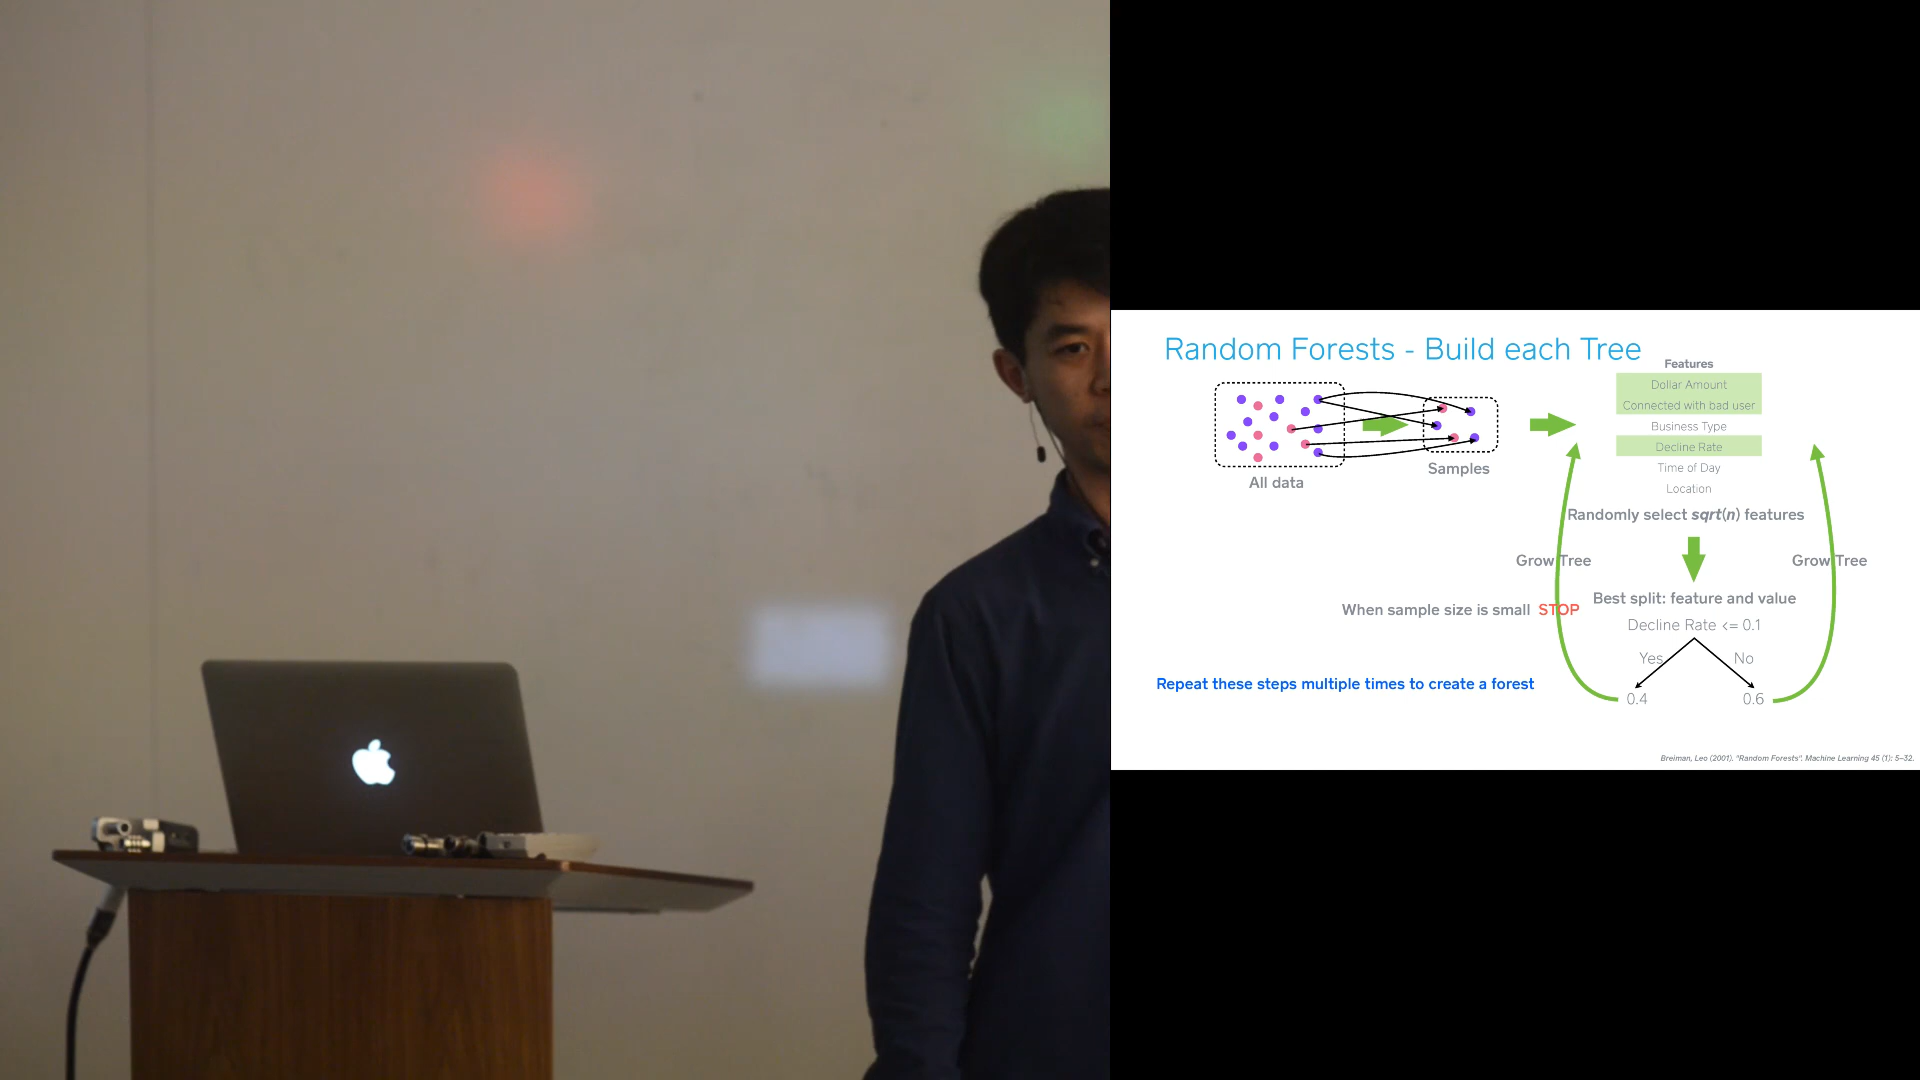 Random Forests - Build each Tree
Features
Dollar Amount
Connected with bad user
Business Type
Decline Rate
Time of Day
Location
All data
Samples
Randomly select sqrt(n) features
Grow Tree
Grow Tree
When sample size is small STOP
Best split: feature and value
Decline Rate <= 0.1
Yes
No
Repeat these steps multiple times to create a forest
0.4
0.6
Breiman, Leo (2001). "Random Forests". Machine Learning 45 (1): 5–32.